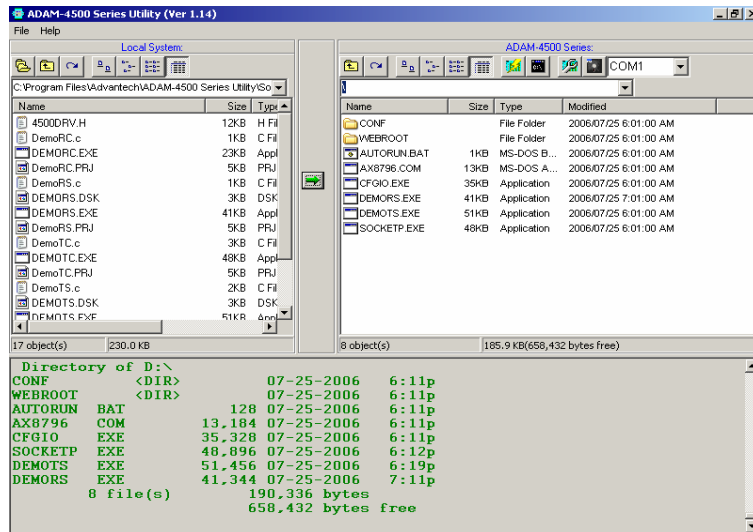 ADAM-4500 Series Utility (Ver 1.14)
File Help
Local System:
C:\Program Files\Advantech\ADAM-4500 Series Utility\So
Name Size Type
4500DRV.H 12KB H Fil
DemoRC.c 1KB C Fil
DEMORC.EXE 23KB Appl
DemoRC.PRJ 5KB PRJ
DemoRS.c 1KB C Fil
DEMORS.DSK 3KB DSK
DEMORS.EXE 41KB Appl
DemoRS.PRJ 5KB PRJ
DemoTC.c 3KB C Fil
DEMOTC.EXE 48KB Appl
DemoTC.PRJ 5KB PRJ
DEMOTS.c 2KB C Fil
DEMOTS.DSK 3KB DSK
DEMOTS.EXE 51KB Appl
17 object(s) 230.0 KB
ADAM-4500 Series:
COM1
\
Name Size Type Modified
CONF File Folder 2006/07/25 6:01:00 AM
WEBROOT File Folder 2006/07/25 6:01:00 AM
AUTORUN.BAT 1KB MS-DOS B... 2006/07/25 6:01:00 AM
AX8796.COM 13KB MS-DOS A... 2006/07/25 6:01:00 AM
CFGIO.EXE 35KB Application 2006/07/25 6:01:00 AM
DEMORS.EXE 41KB Application 2006/07/25 7:01:00 AM
DEMOTS.EXE 51KB Application 2006/07/25 6:01:00 AM
SOCKETP.EXE 48KB Application 2006/07/25 6:01:00 AM
8 object(s) 185.9 KB(658,432 bytes free)
Directory of D:\
CONF <DIR> 07-25-2006 6:11p
WEBROOT <DIR> 07-25-2006 6:11p
AUTORUN BAT 128 07-25-2006 6:11p
AX8796 COM 13,184 07-25-2006 6:11p
CFGIO EXE 35,328 07-25-2006 6:11p
SOCKETP EXE 48,896 07-25-2006 6:12p
DEMOTS EXE 51,456 07-25-2006 6:19p
DEMORS EXE 41,344 07-25-2006 7:11p
8 file(s) 190,336 bytes
658,432 bytes free